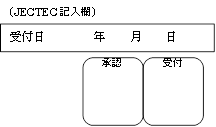 (JECTEC記入欄)
受付日　　　年　　月　　日
承認　受付